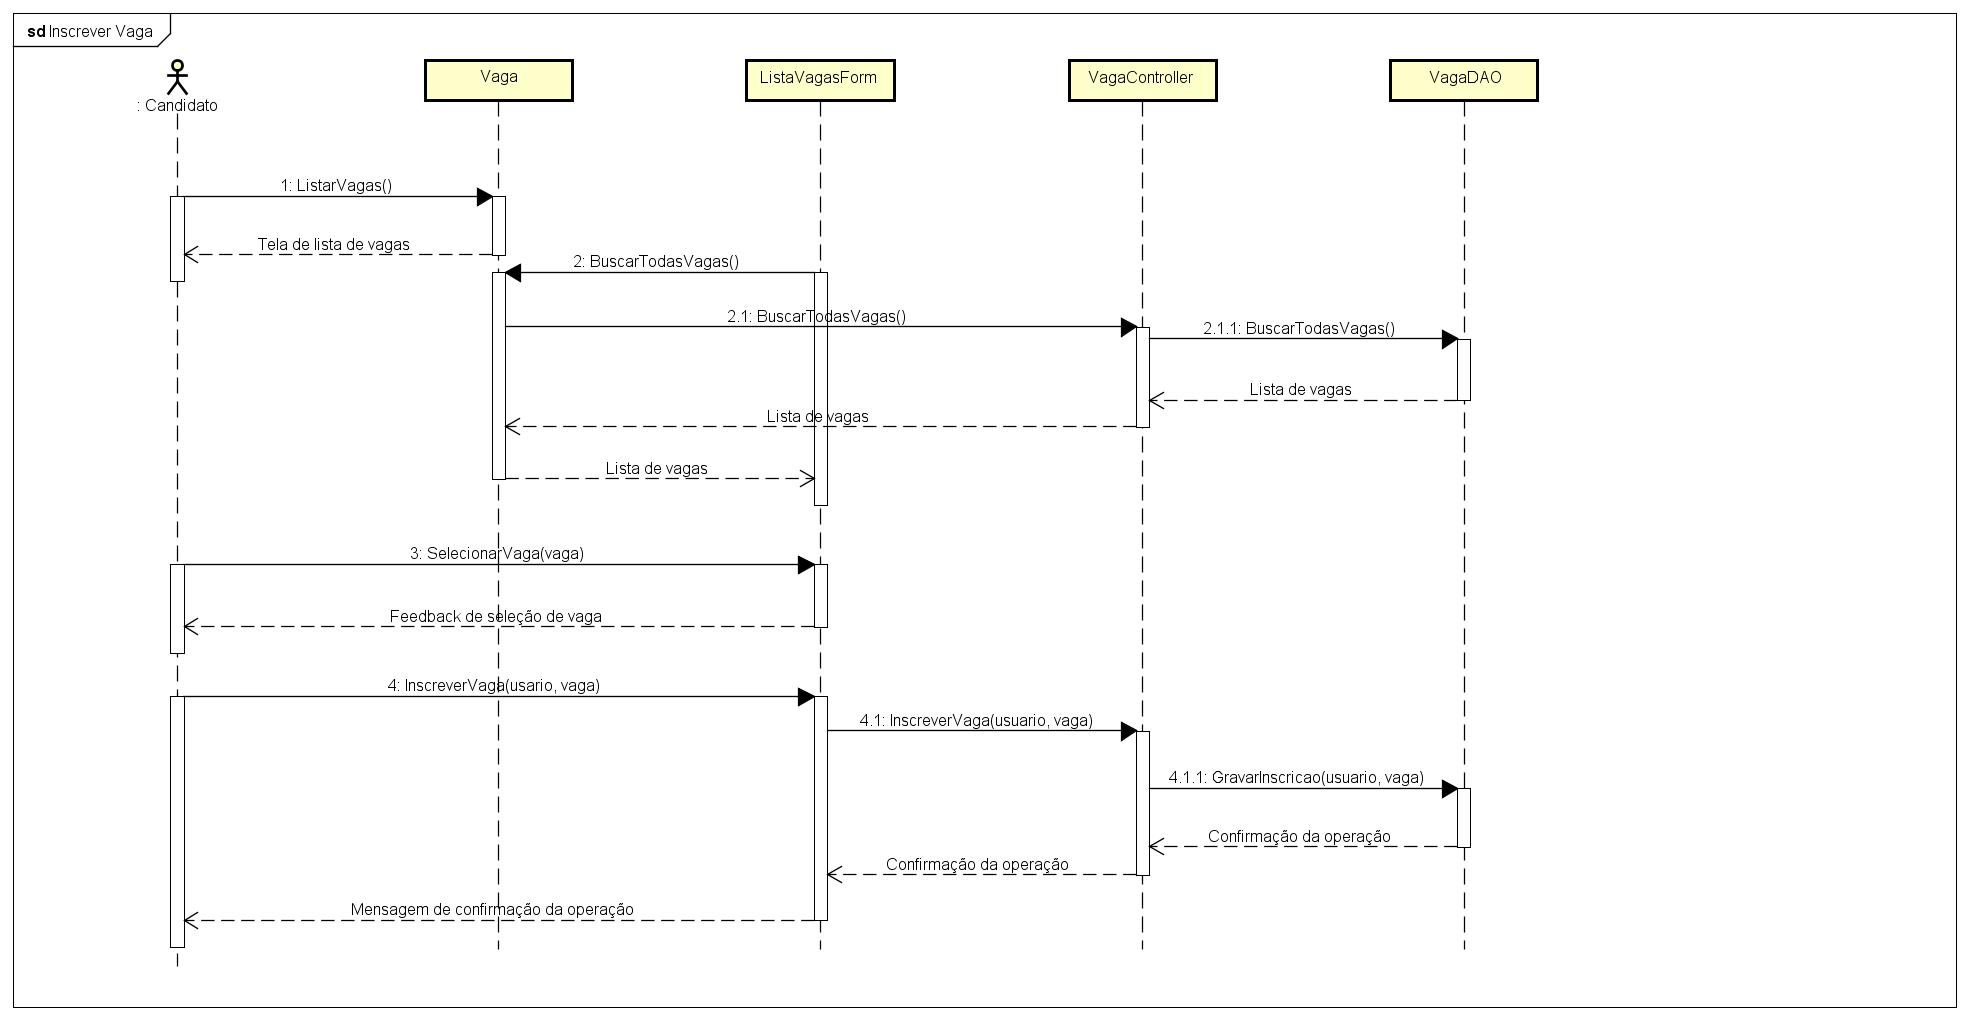 sd Inscrever Vaga
: Candidato
Vaga
ListaVagasForm
VagaController
VagaDAO
1: ListarVagas()
Tela de lista de vagas
2: BuscarTodasVagas()
2.1: BuscarTodasVagas()
2.1.1: BuscarTodasVagas()
Lista de vagas
Lista de vagas
Lista de vagas
3: SelecionarVaga(vaga)
Feedback de seleção de vaga
4: InscreverVaga(usario, vaga)
4.1: InscreverVaga(usuario, vaga)
4.1.1: GravarInscricao(usuario, vaga)
Confirmação da operação
Confirmação da operação
Mensagem de confirmação da operação